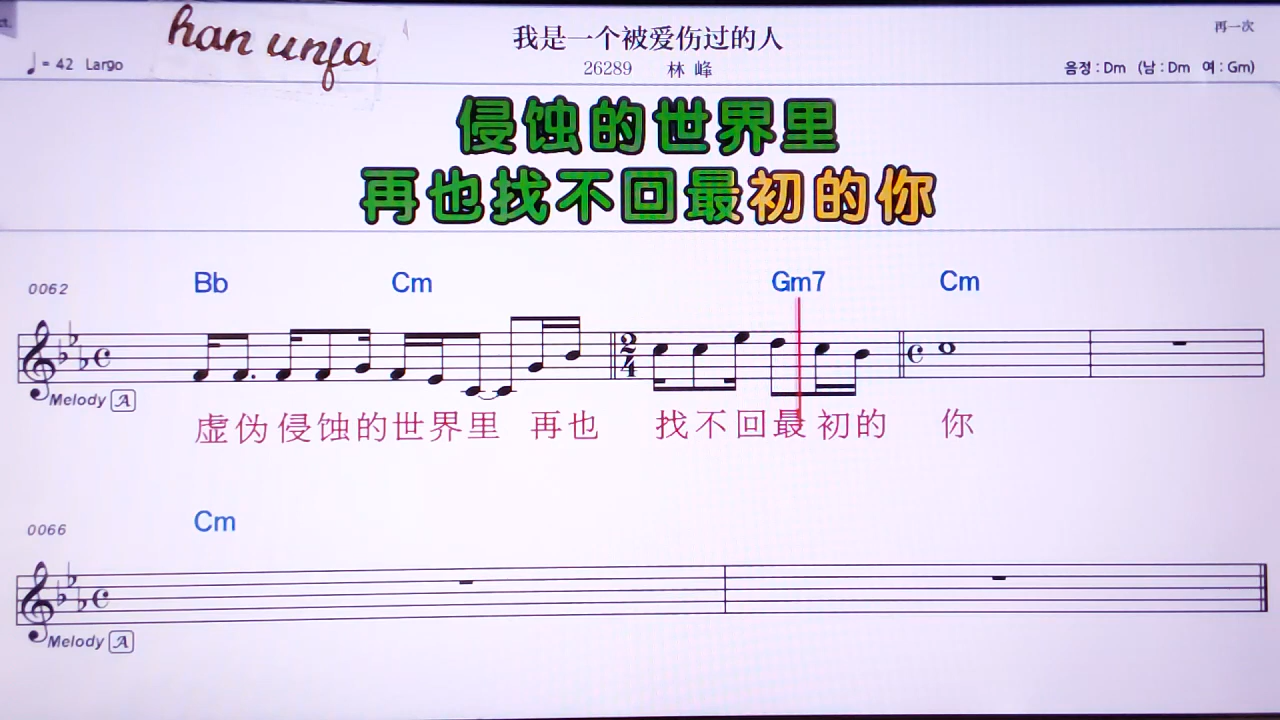 han unfa
我是一个被爱伤过的人
再一次
♩= 42 Largo
26289 林 峰
음정 : Dm (남 : Dm 여 : Gm)
侵蚀的世界里
再也找不回最初的你
0062 Bb Cm Gm7 Cm
2
4
Melody A
虚伪侵蚀的世界里 再也 找不回最初的 你
0066 Cm
Melody A